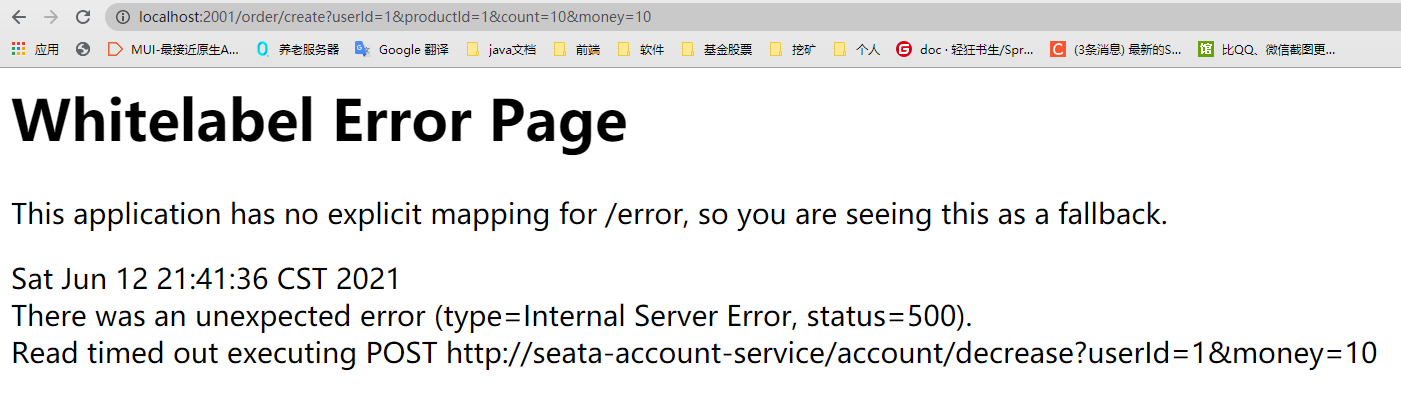 localhost:2001/order/create?userId=1&productId=1&count=10&money=10
应用 MUI-最接近原生A... 养老服务器 Google 翻译 java文档 前端 软件 基金股票 挖矿 个人 doc · 轻狂书生/Spr... (3条消息) 最新的S... 比QQ、微信截图更...
Whitelabel Error Page
This application has no explicit mapping for /error, so you are seeing this as a fallback.
Sat Jun 12 21:41:36 CST 2021
There was an unexpected error (type=Internal Server Error, status=500).
Read timed out executing POST http://seata-account-service/account/decrease?userId=1&money=10